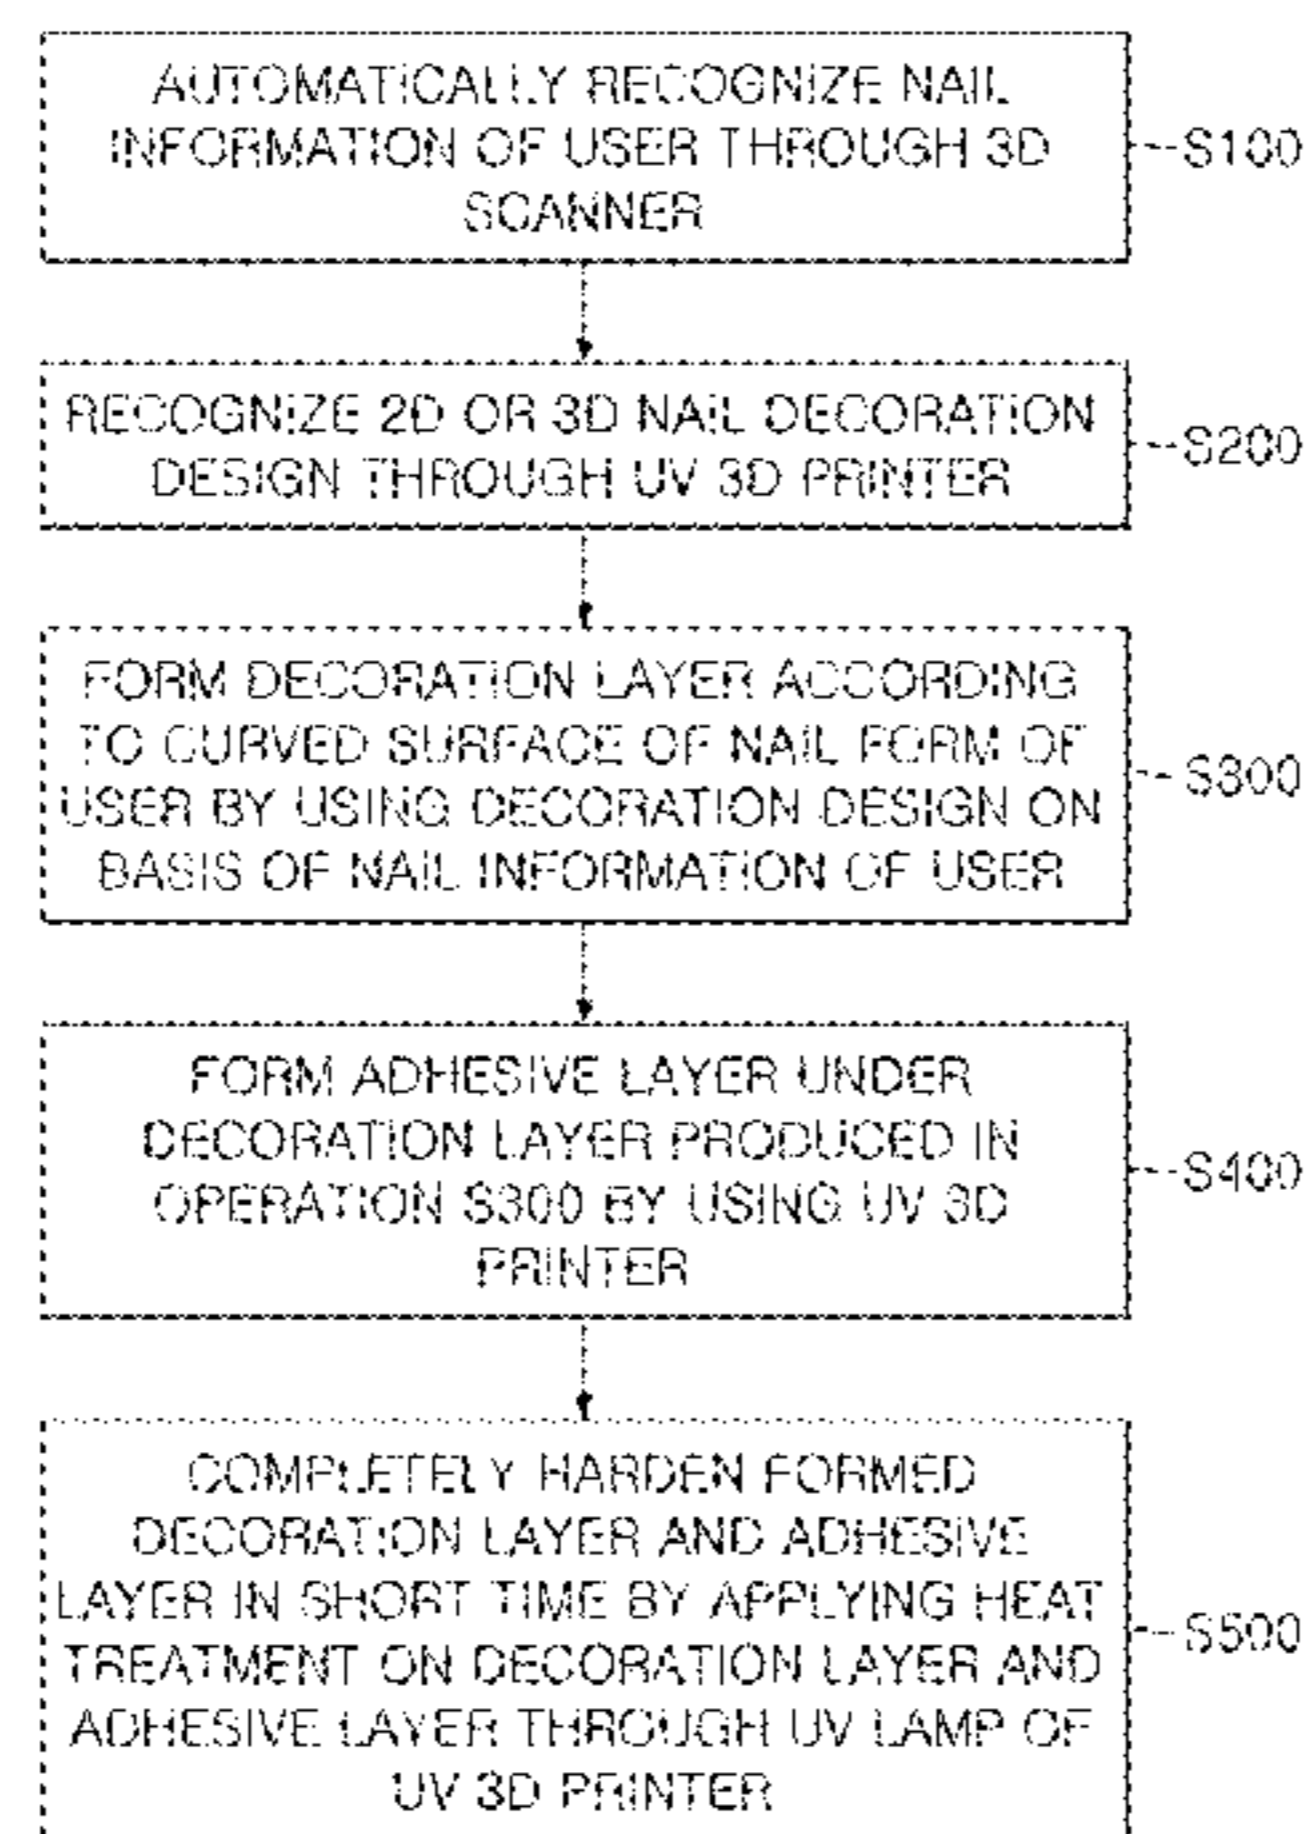 AUTOMATICALLY RECOGNIZE NAIL
INFORMATION OF USER THROUGH 3D
SCANNER
S100
RECOGNIZE 2D OR 3D NAIL DECORATION
DESIGN THROUGH UV 3D PRINTER
S200
FORM DECORATION LAYER ACCORDING
TO CURVED SURFACE OF NAIL FORM OF
USER BY USING DECORATION DESIGN ON
BASIS OF NAIL INFORMATION OF USER
S300
FORM ADHESIVE LAYER UNDER
DECORATION LAYER PRODUCED IN
OPERATION S300 BY USING UV 3D
PRINTER
S400
COMPLETELY HARDEN FORMED
DECORATION LAYER AND ADHESIVE
LAYER IN SHORT TIME BY APPLYING HEAT
TREATMENT ON DECORATION LAYER AND
ADHESIVE LAYER THROUGH UV LAMP OF
UV 3D PRINTER
S500